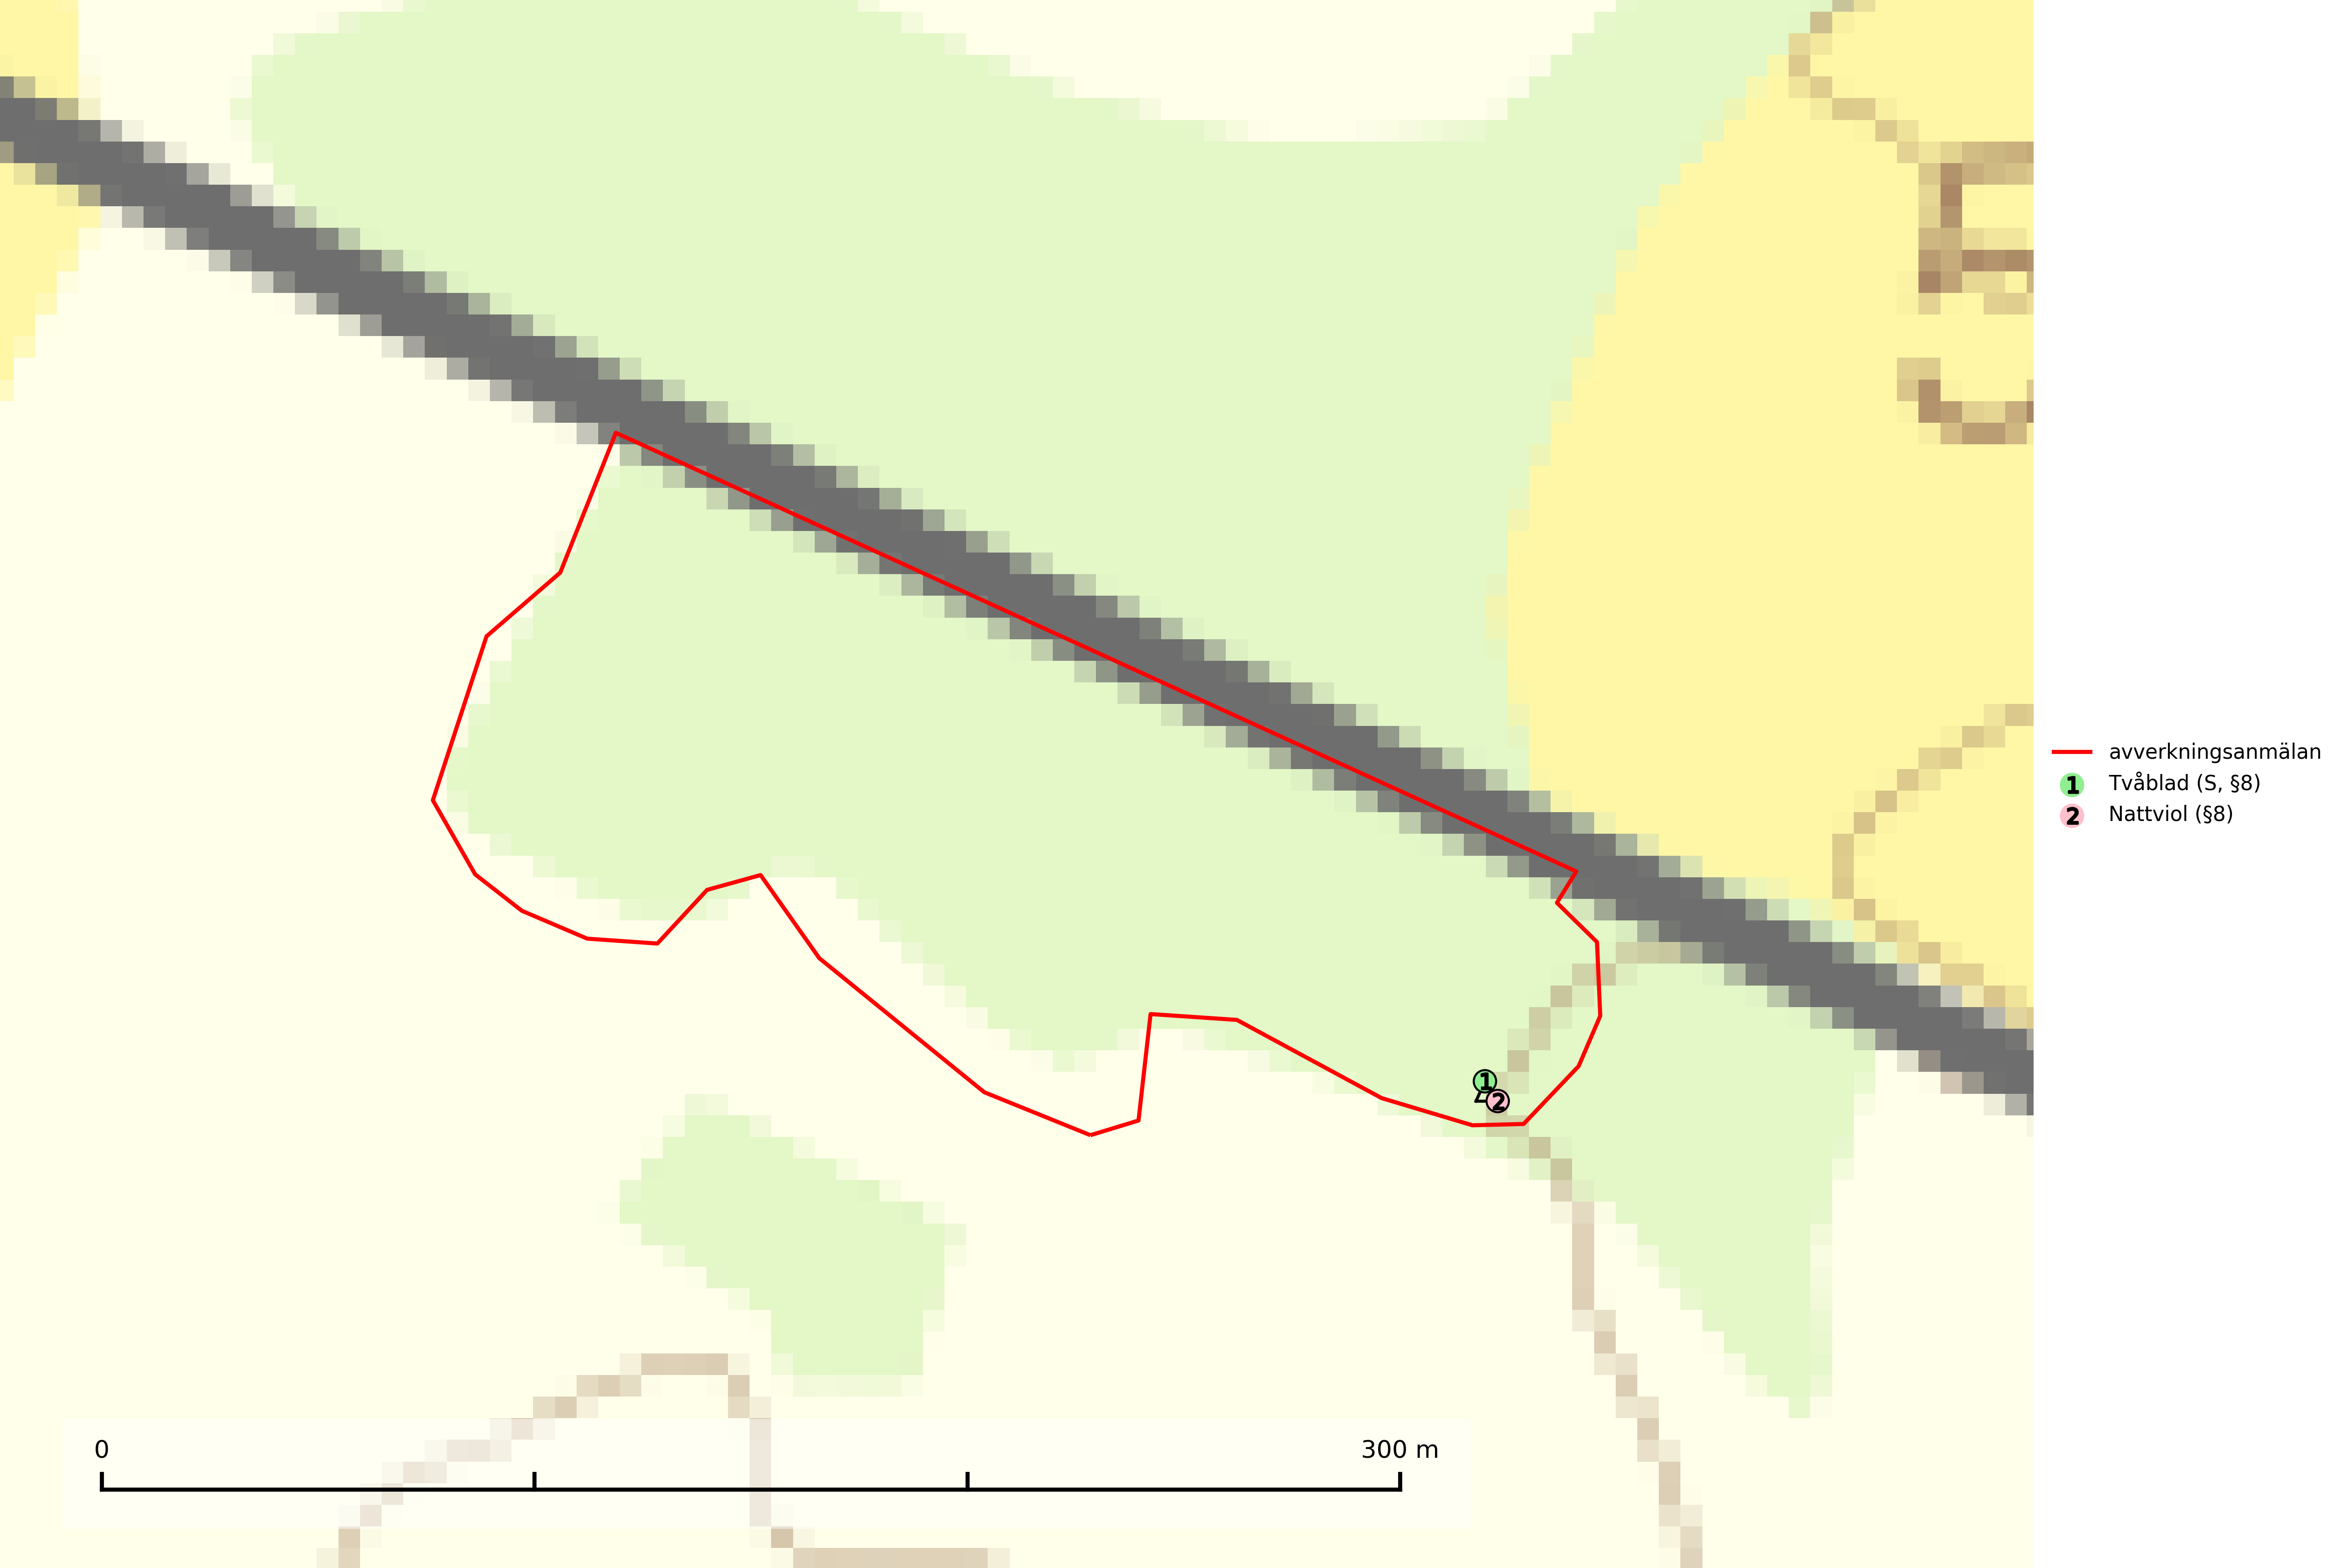 avverkningsanmälan
1 Tvåblad (S, §8)
2 Nattviol (§8)
1
2
0 300 m